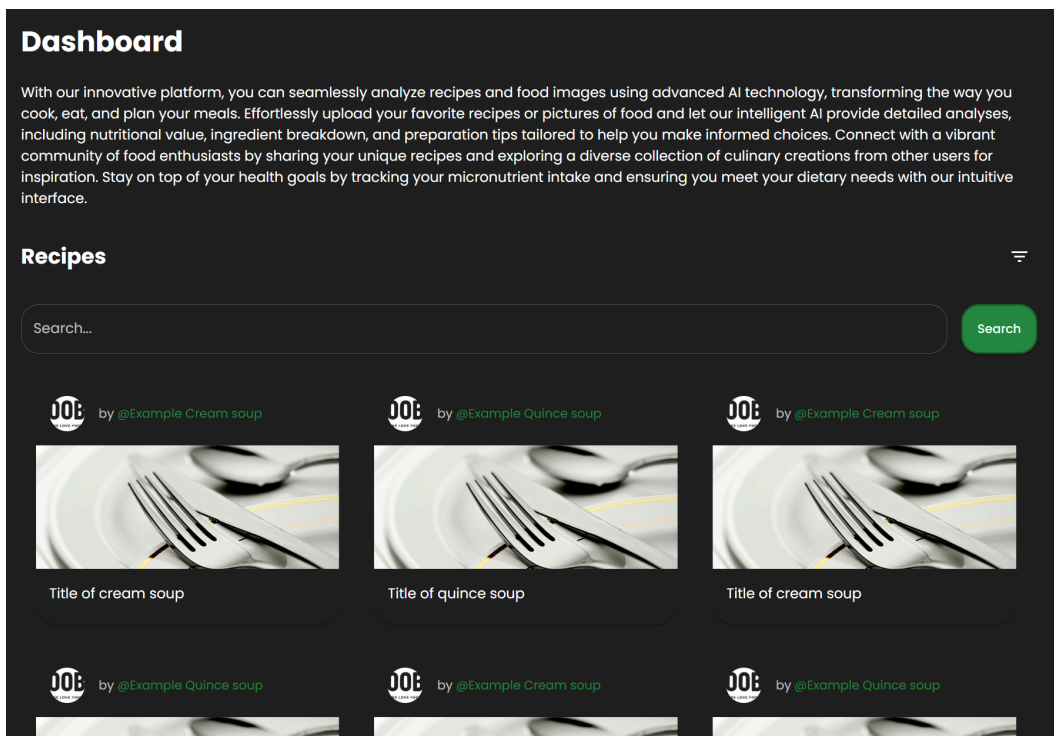 Dashboard
With our innovative platform, you can seamlessly analyze recipes and food images using advanced AI technology, transforming the way you
cook, eat, and plan your meals. Effortlessly upload your favorite recipes or pictures of food and let our intelligent AI provide detailed analyses,
including nutritional value, ingredient breakdown, and preparation tips tailored to help you make informed choices. Connect with a vibrant
community of food enthusiasts by sharing your unique recipes and exploring a diverse collection of culinary creations from other users for
inspiration. Stay on top of your health goals by tracking your micronutrient intake and ensuring you meet your dietary needs with our intuitive
interface.
Recipes
Search...
Search
by @Example Cream soup
by @Example Quince soup
by @Example Cream soup
Title of cream soup
Title of quince soup
Title of cream soup
by @Example Quince soup
by @Example Cream soup
by @Example Quince soup